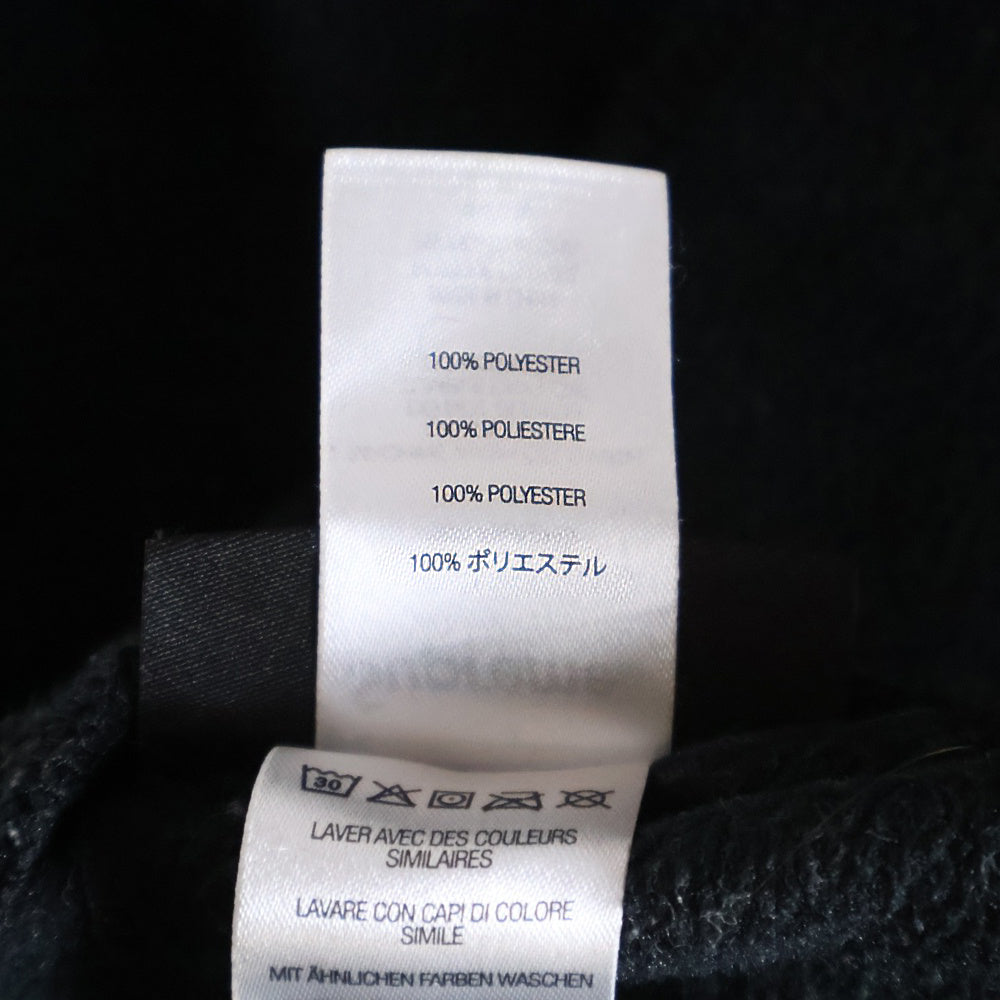 100% POLYESTER
100% POLIESTERE
100% POLYESTER
100% ポリエステル
30
LAVER AVEC DES COULEURS
SIMILAIRES
LAVARE CON CAPI DI COLORE
SIMILE
MIT ÄHNLICHEN FARBEN WASCHEN